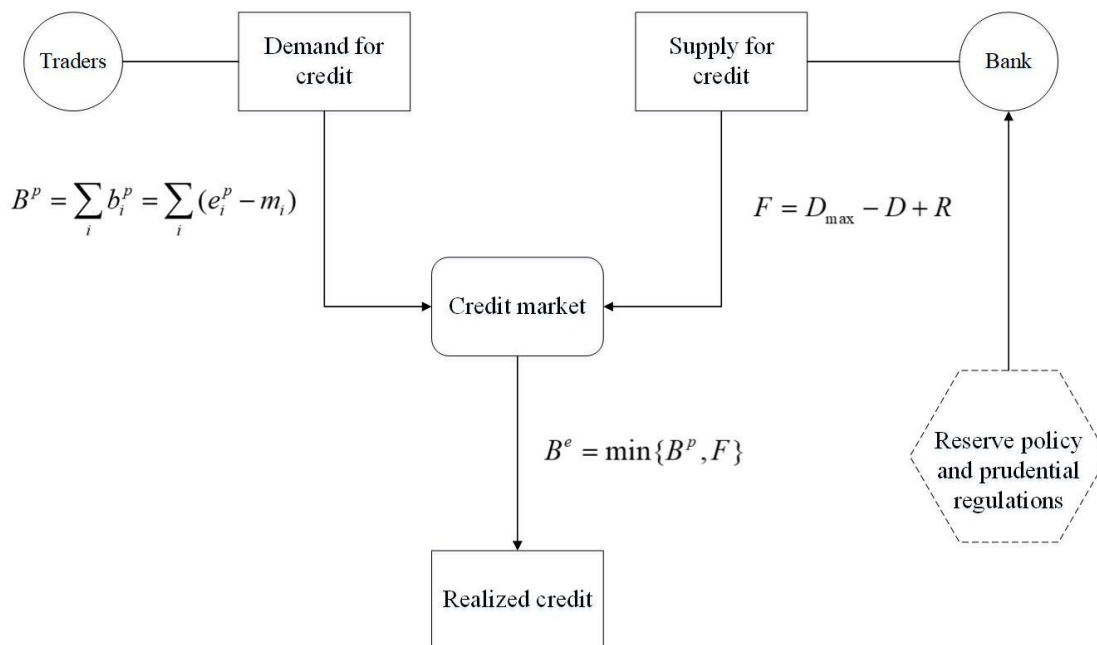 Traders
Demand for
credit
Supply for
credit
Bank
B^p = ∑_i b_i^p = ∑_i (e_i^p − m_i)
F = D_max − D + R
Credit market
B^e = min{B^p, F}
Reserve policy
and prudential
regulations
Realized credit